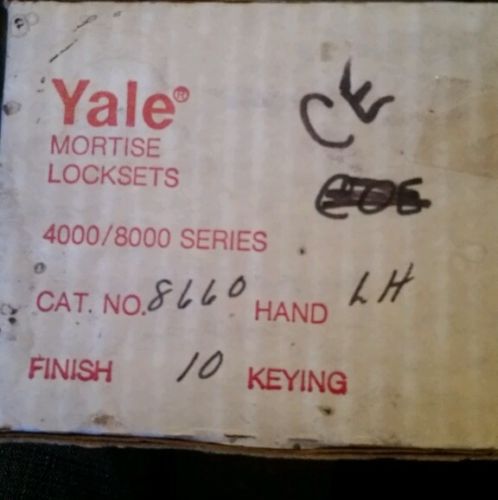 Yale®
MORTISE
LOCKSETS
CE
4000/8000 SERIES
CAT. NO. 8660 HAND LH
FINISH 10 KEYING